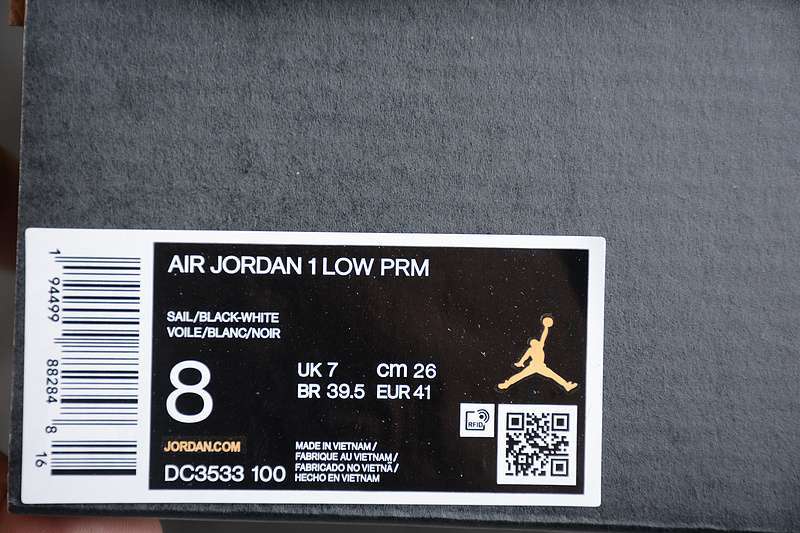 AIR JORDAN 1 LOW PRM
SAIL/BLACK-WHITE
VOILE/BLANC/NOIR
8
UK 7 cm 26
BR 39.5 EUR 41
JORDAN.COM
DC3533 100
MADE IN VIETNAM /
FABRIQUE AU VIETNAM /
FABRICADO NO VIETNÃ /
HECHO EN VIETNAM
RFID
1 94499 88284 8 16